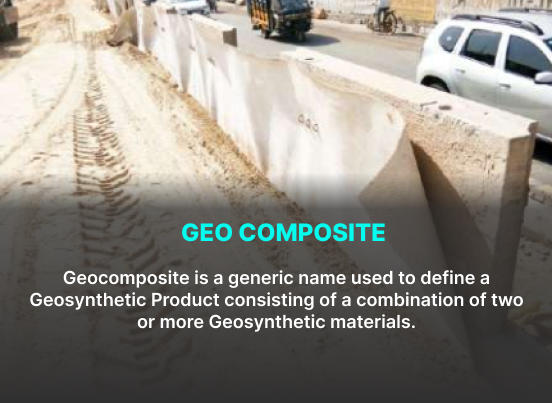 GEO COMPOSITE
Geocomposite is a generic name used to define a
Geosynthetic Product consisting of a combination of two
or more Geosynthetic materials.